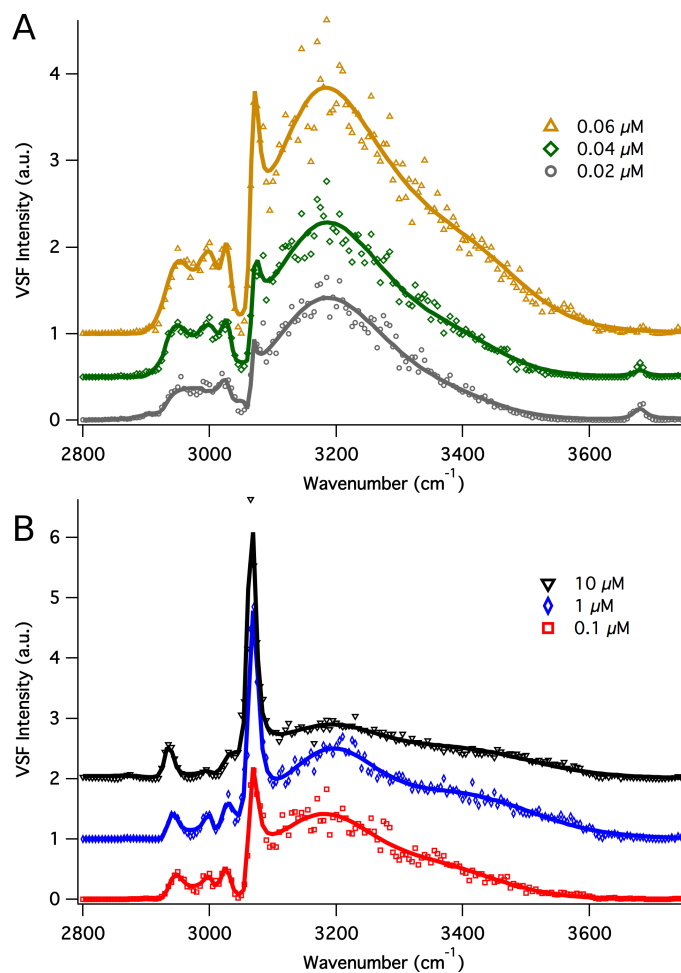 A
4
3
2
1
0
VSF Intensity (a.u.)
0.06 µM
0.04 µM
0.02 µM
2800 3000 3200 3400 3600
Wavenumber (cm⁻¹)
B
6
5
4
3
2
1
0
VSF Intensity (a.u.)
10 µM
1 µM
0.1 µM
2800 3000 3200 3400 3600
Wavenumber (cm⁻¹)